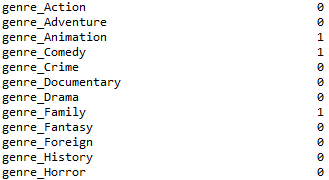 genre_Action 0
genre_Adventure 0
genre_Animation 1
genre_Comedy 1
genre_Crime 0
genre_Documentary 0
genre_Drama 0
genre_Family 1
genre_Fantasy 0
genre_Foreign 0
genre_History 0
genre_Horror 0